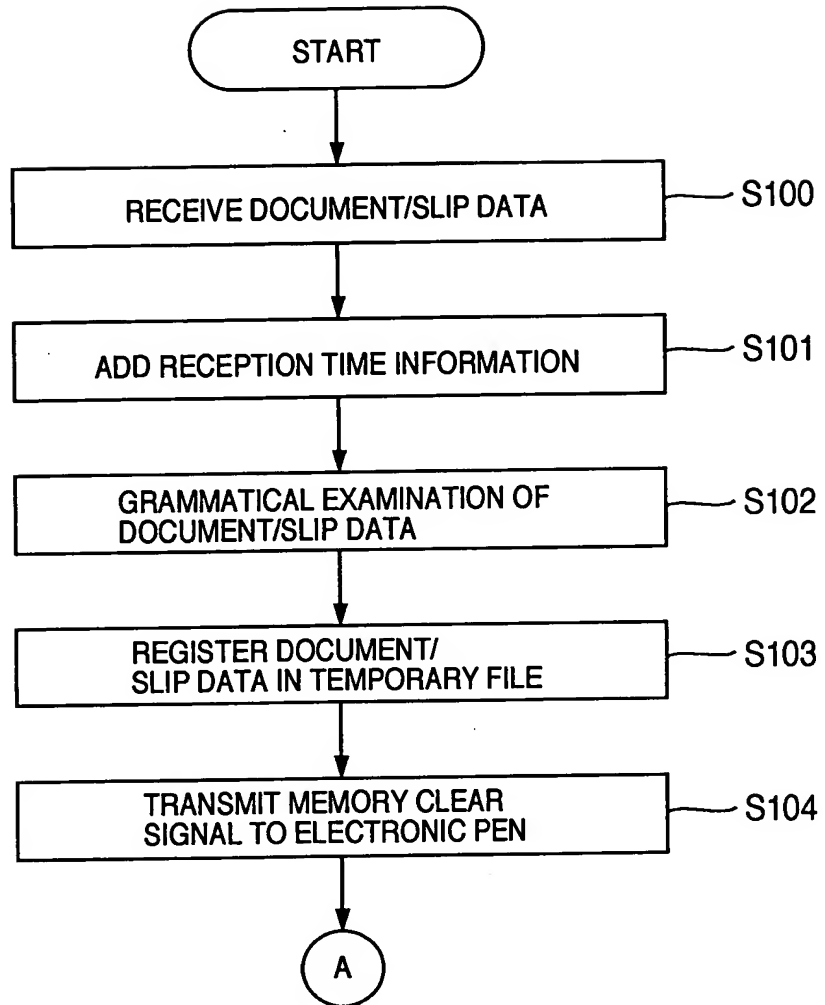 START
RECEIVE DOCUMENT/SLIP DATA
S100
ADD RECEPTION TIME INFORMATION
S101
GRAMMATICAL EXAMINATION OF
DOCUMENT/SLIP DATA
S102
REGISTER DOCUMENT/
SLIP DATA IN TEMPORARY FILE
S103
TRANSMIT MEMORY CLEAR
SIGNAL TO ELECTRONIC PEN
S104
A